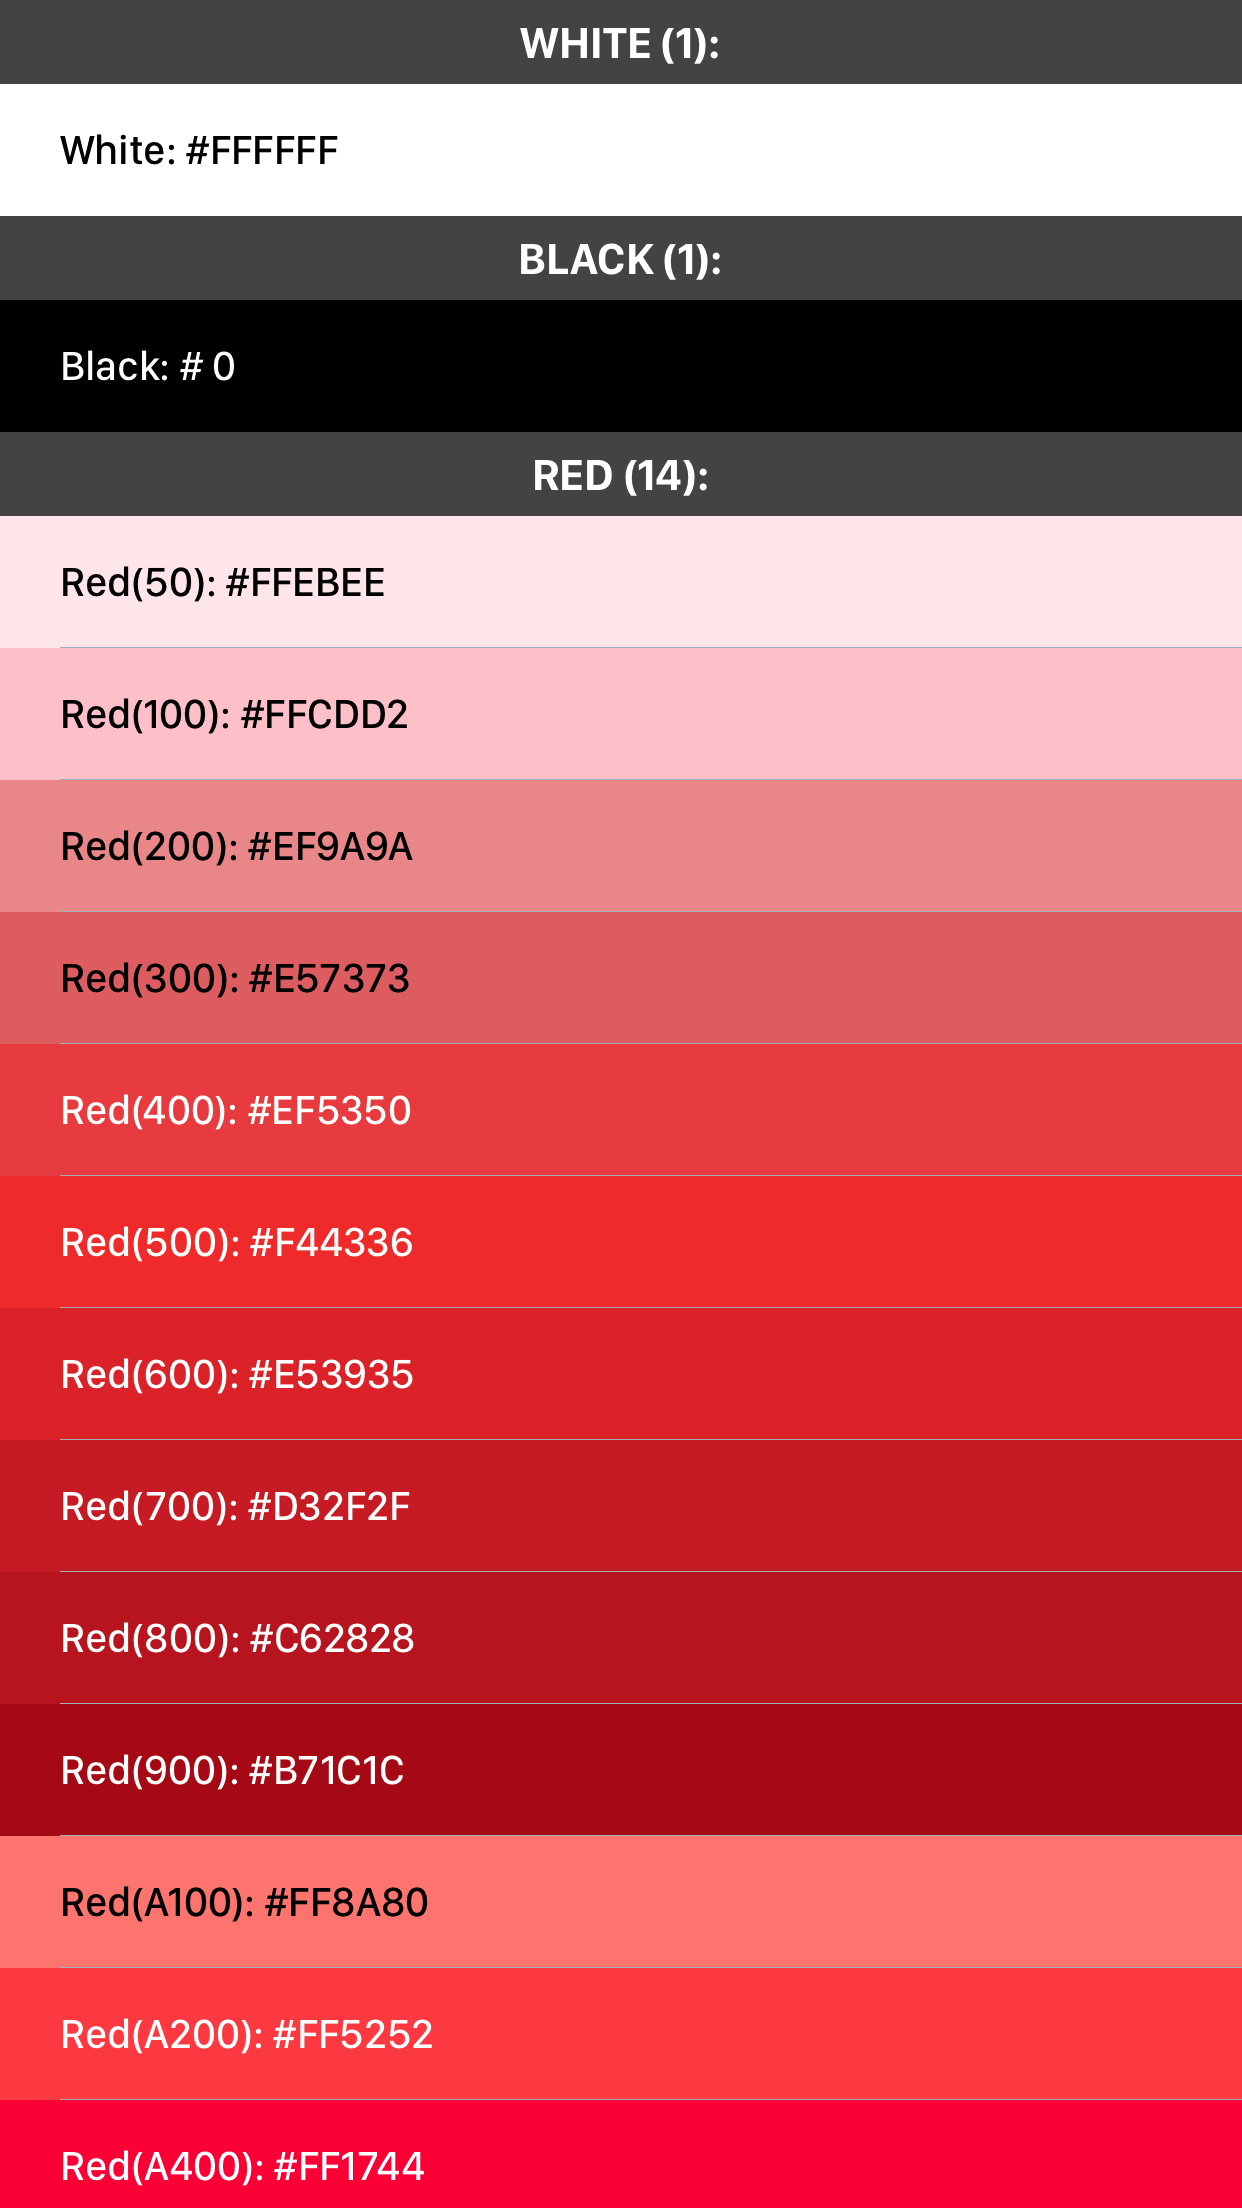 WHITE (1):
White: #FFFFFF
BLACK (1):
Black: # 0
RED (14):
Red(50): #FFEBEE
Red(100): #FFCDD2
Red(200): #EF9A9A
Red(300): #E57373
Red(400): #EF5350
Red(500): #F44336
Red(600): #E53935
Red(700): #D32F2F
Red(800): #C62828
Red(900): #B71C1C
Red(A100): #FF8A80
Red(A200): #FF5252
Red(A400): #FF1744